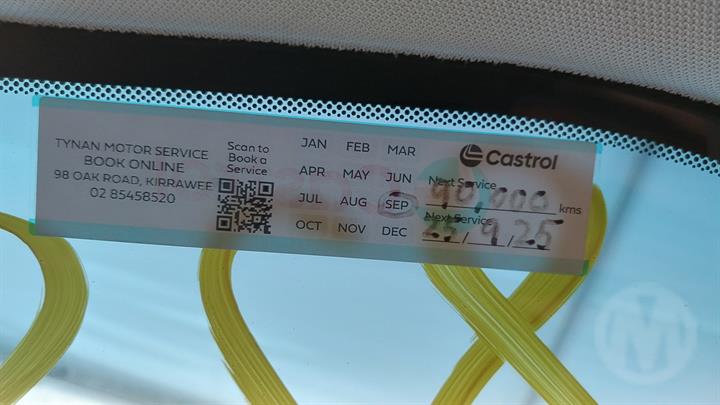 TYNAN MOTOR SERVICE
BOOK ONLINE
98 OAK ROAD, KIRRAWEE
02 85458520
Scan to
Book a
Service
JAN FEB MAR
APR MAY JUN
JUL AUG SEP
OCT NOV DEC
Castrol
Next Service
90,000 kms
Next Service
23/9/25
M